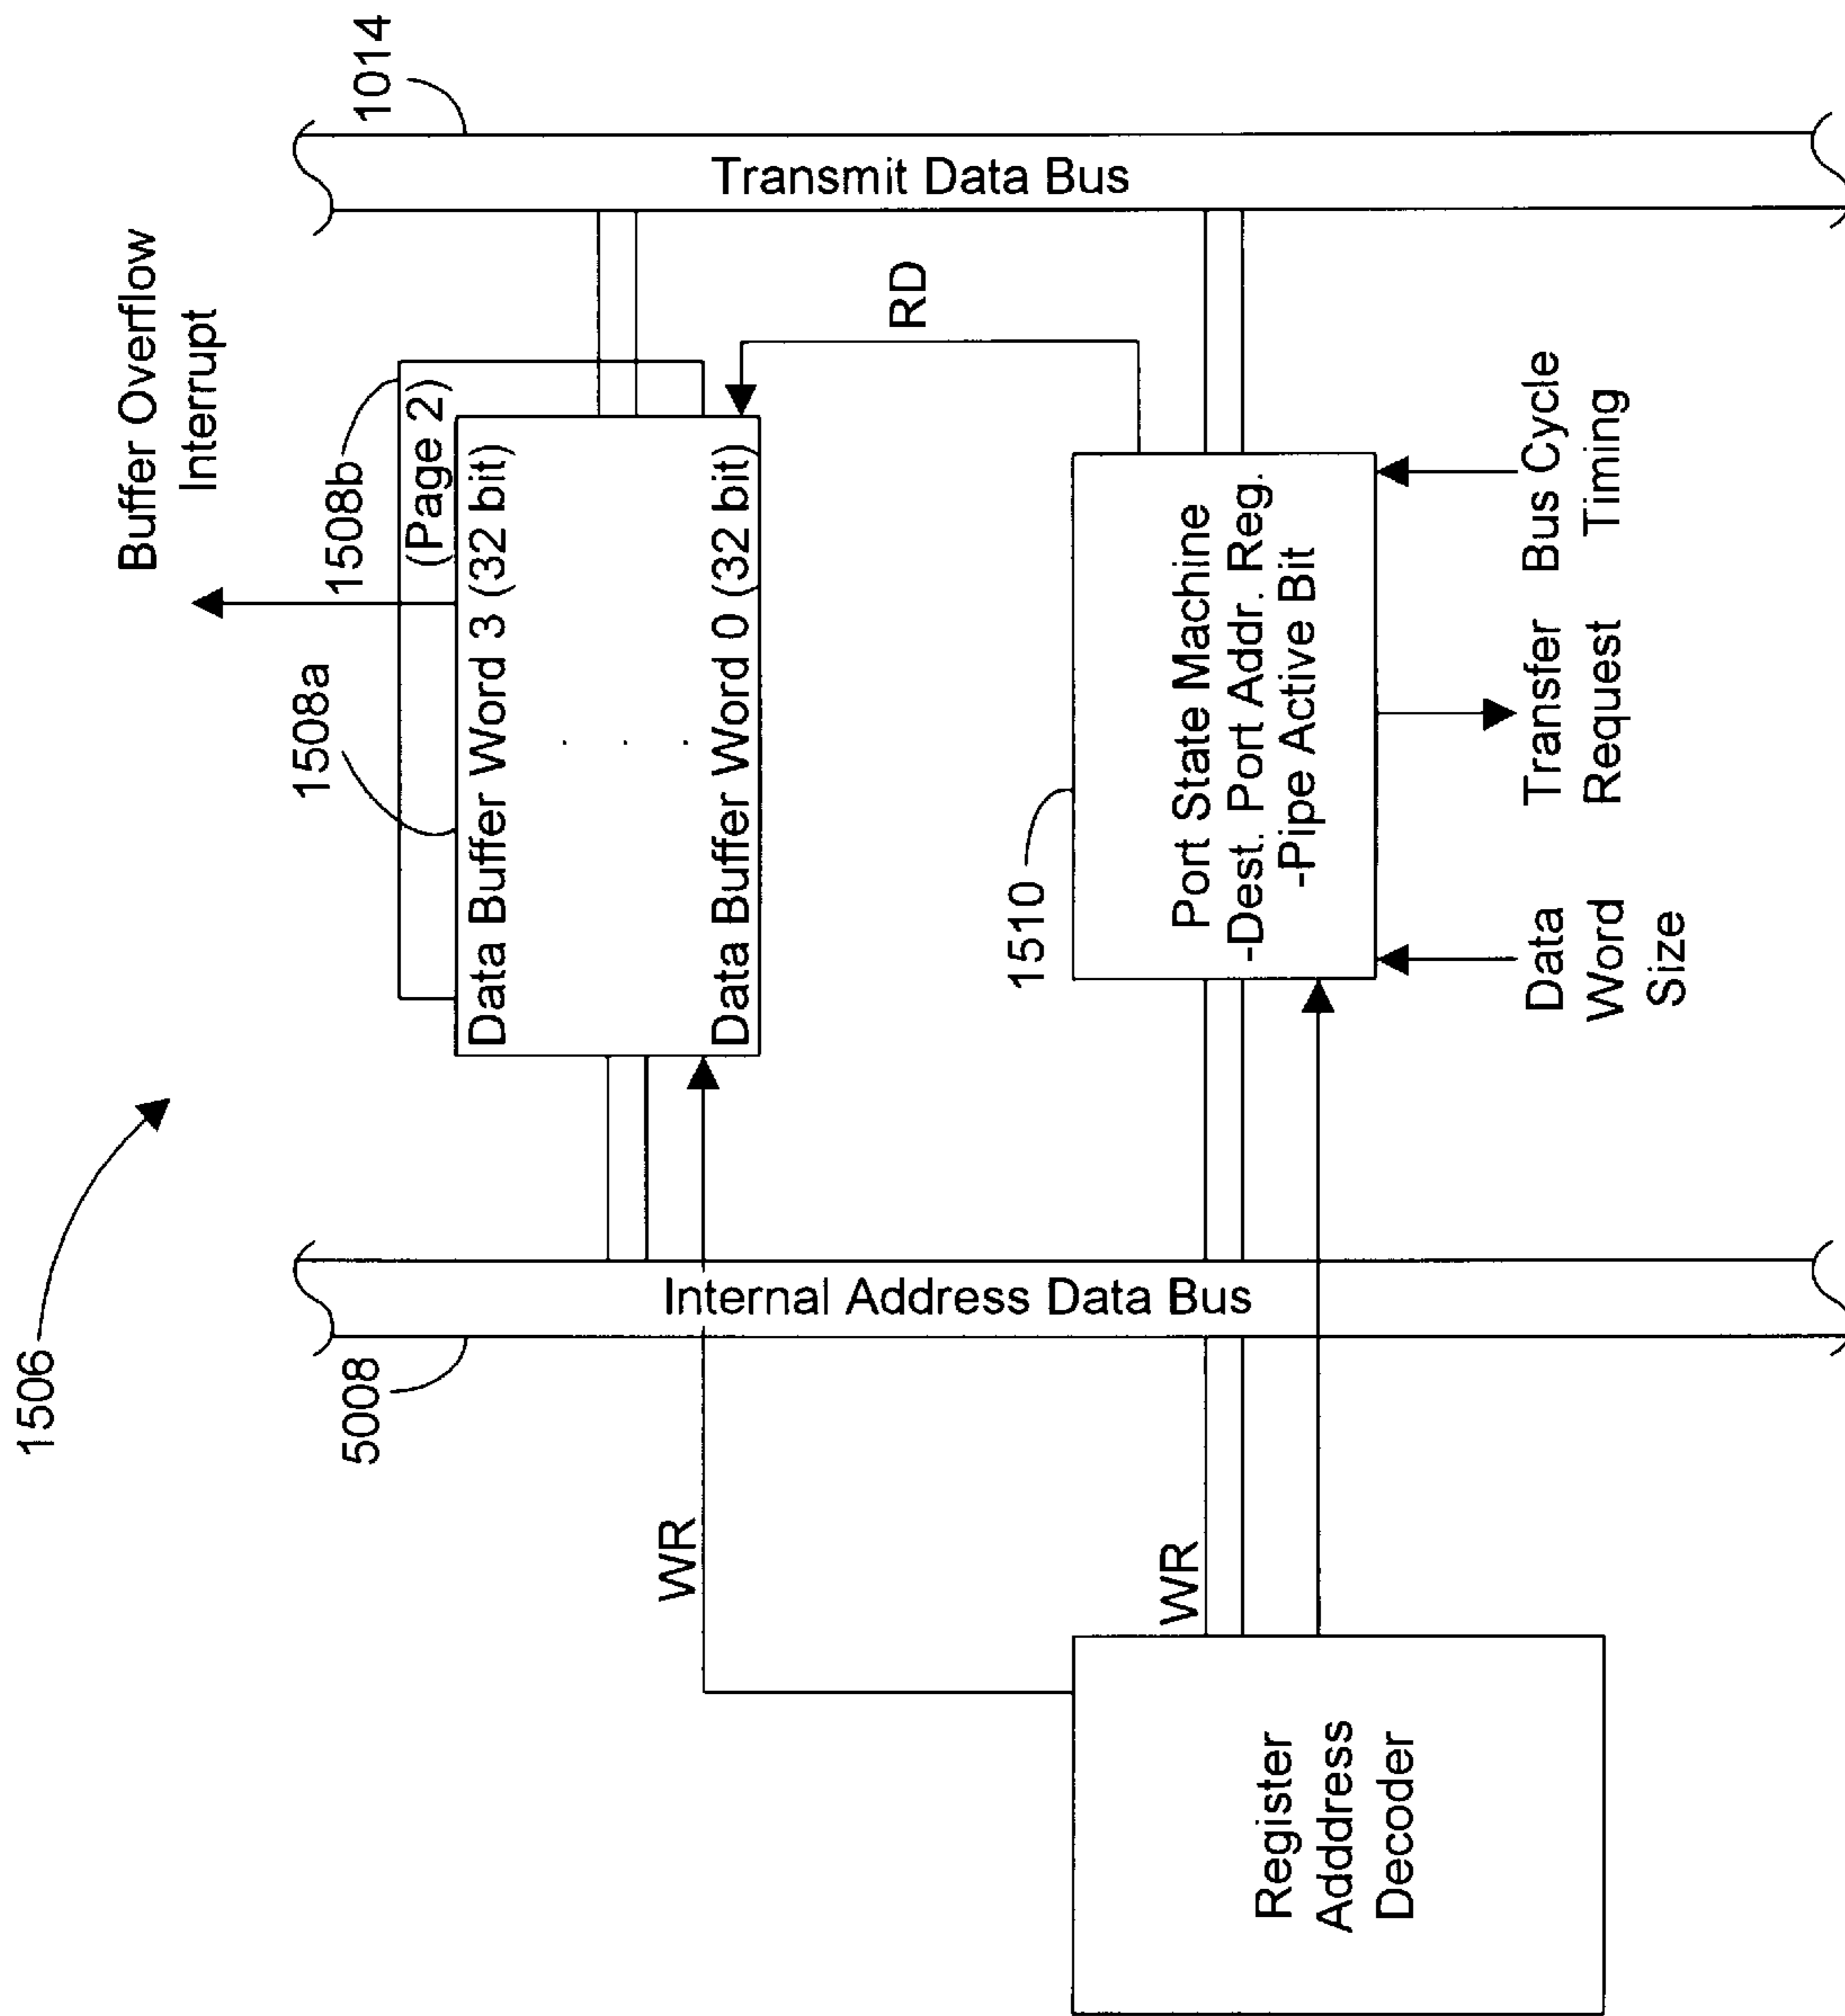 1506
Buffer Overflow
Interrupt
1508a
1508b
5008
1014
(Page 2)
Data Buffer Word 3 (32 bit)
. . .
Data Buffer Word 0 (32 bit)
WR
RD
Internal Address Data Bus
Transmit Data Bus
1510
WR
Register
Adddress
Decoder
Port State Machine
-Dest. Port Addr. Reg.
-Pipe Active Bit
Data
Word
Size
Transfer
Request
Bus Cycle
Timing